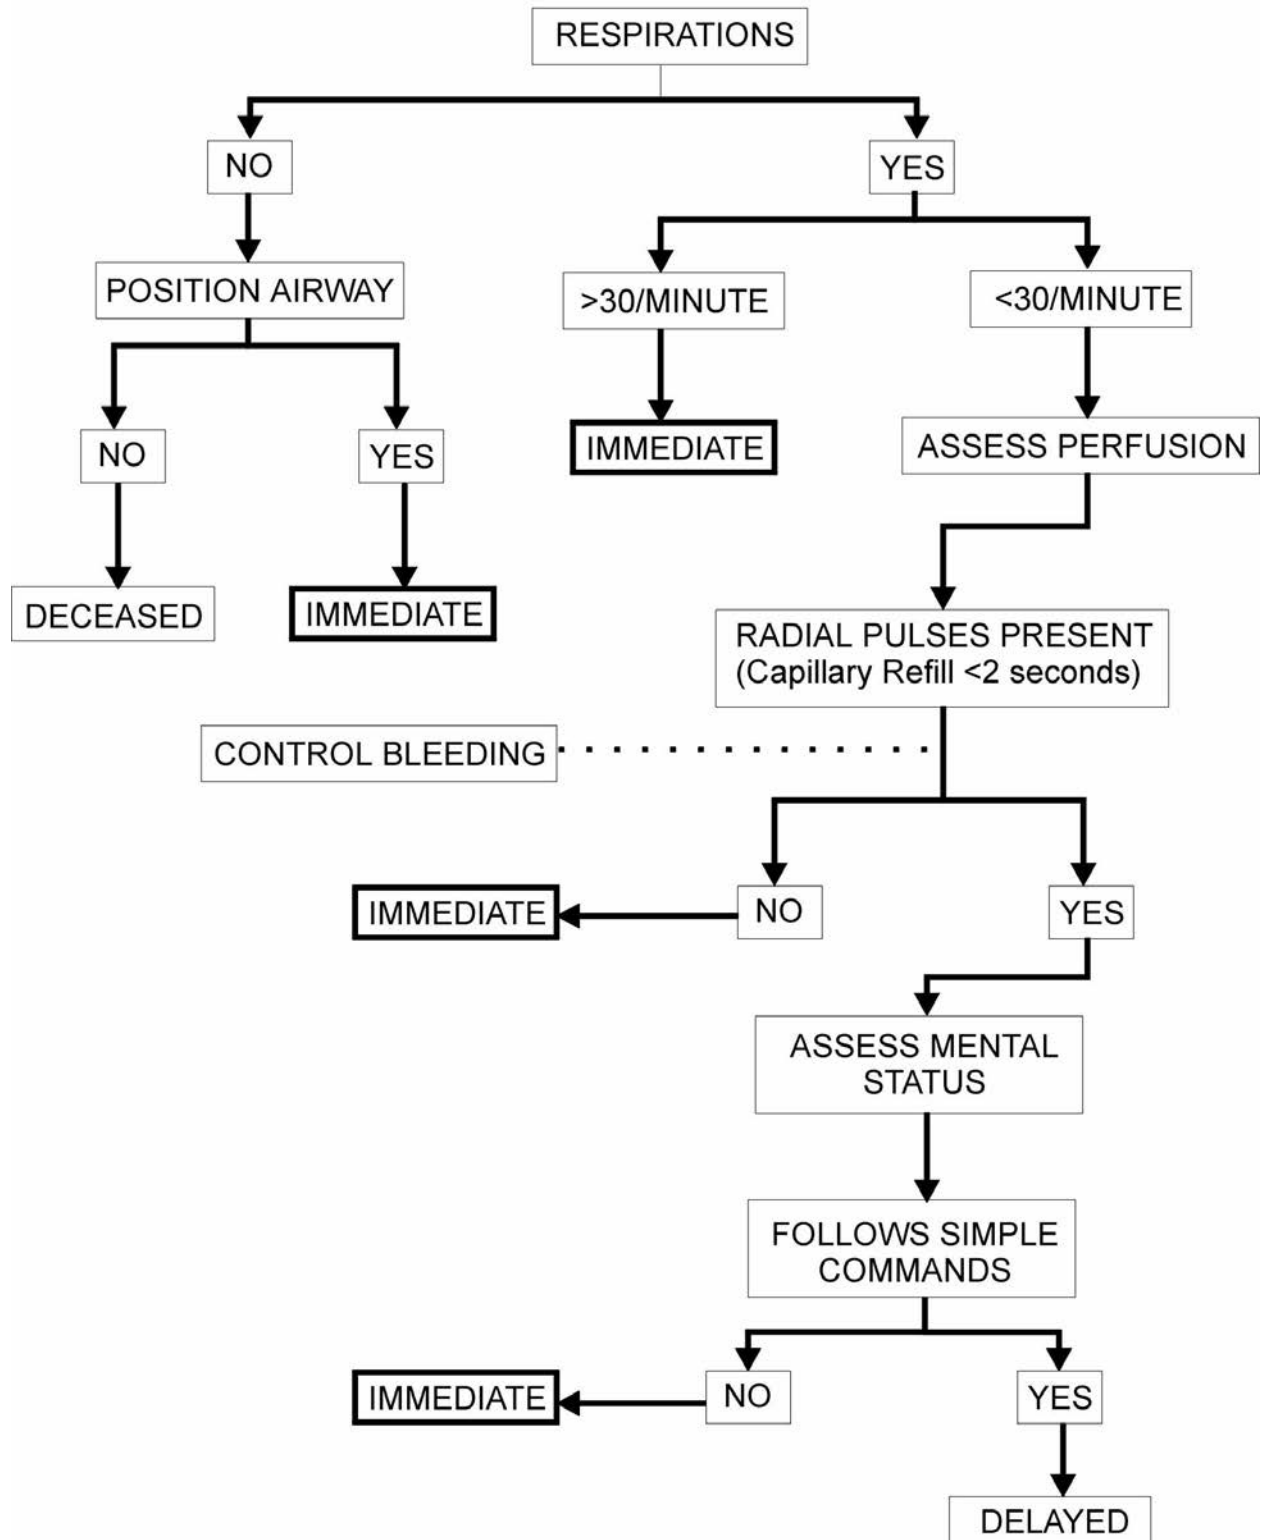 RESPIRATIONS
NO
YES
POSITION AIRWAY
>30/MINUTE
<30/MINUTE
NO
YES
IMMEDIATE
ASSESS PERFUSION
DECEASED
IMMEDIATE
RADIAL PULSES PRESENT
(Capillary Refill <2 seconds)
CONTROL BLEEDING
IMMEDIATE
NO
YES
ASSESS MENTAL
STATUS
FOLLOWS SIMPLE
COMMANDS
IMMEDIATE
NO
YES
DELAYED